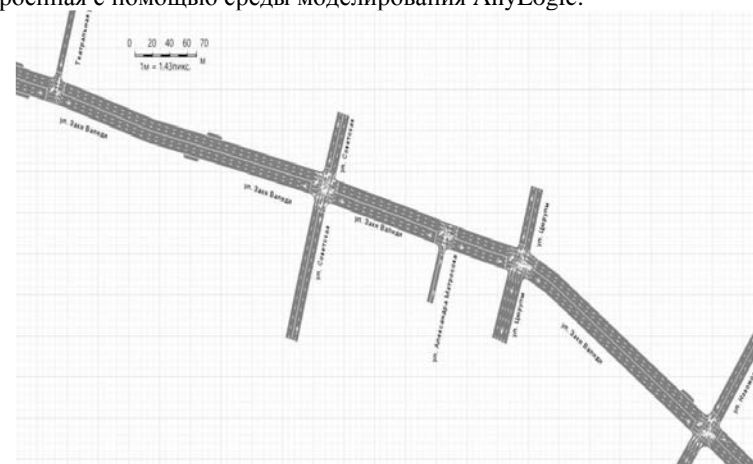 роенная с помощью среды моделирования AnyLogic.
Театральная
0 20 40 60 70
м
1м = 1.43пикс.
ул. Заки Валиди
ул. Советская
ул. Заки Валиди
ул. Заки Валиди
ул. Цюрупы
ул. Советская
ул. Александра Матросова
ул. Цюрупы
ул. Заки Валиди
ул.